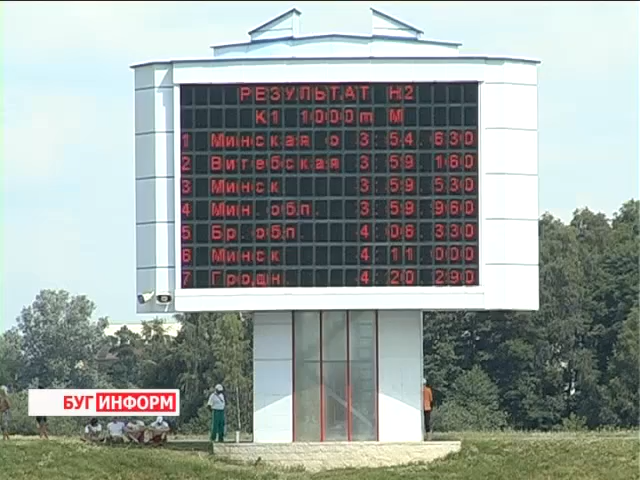 РЕЗУЛЬТАТ Н2
К1 1000m М
1 Минская о 3 54 630
2 Витебская 3 59 160
3 Минск 3 59 530
4 Мин обл. 3 59 960
5 Бр обл 4 06 330
6 Минск 4 11 000
7 Гродн. 4 20 290
БУГ ИНФОРМ